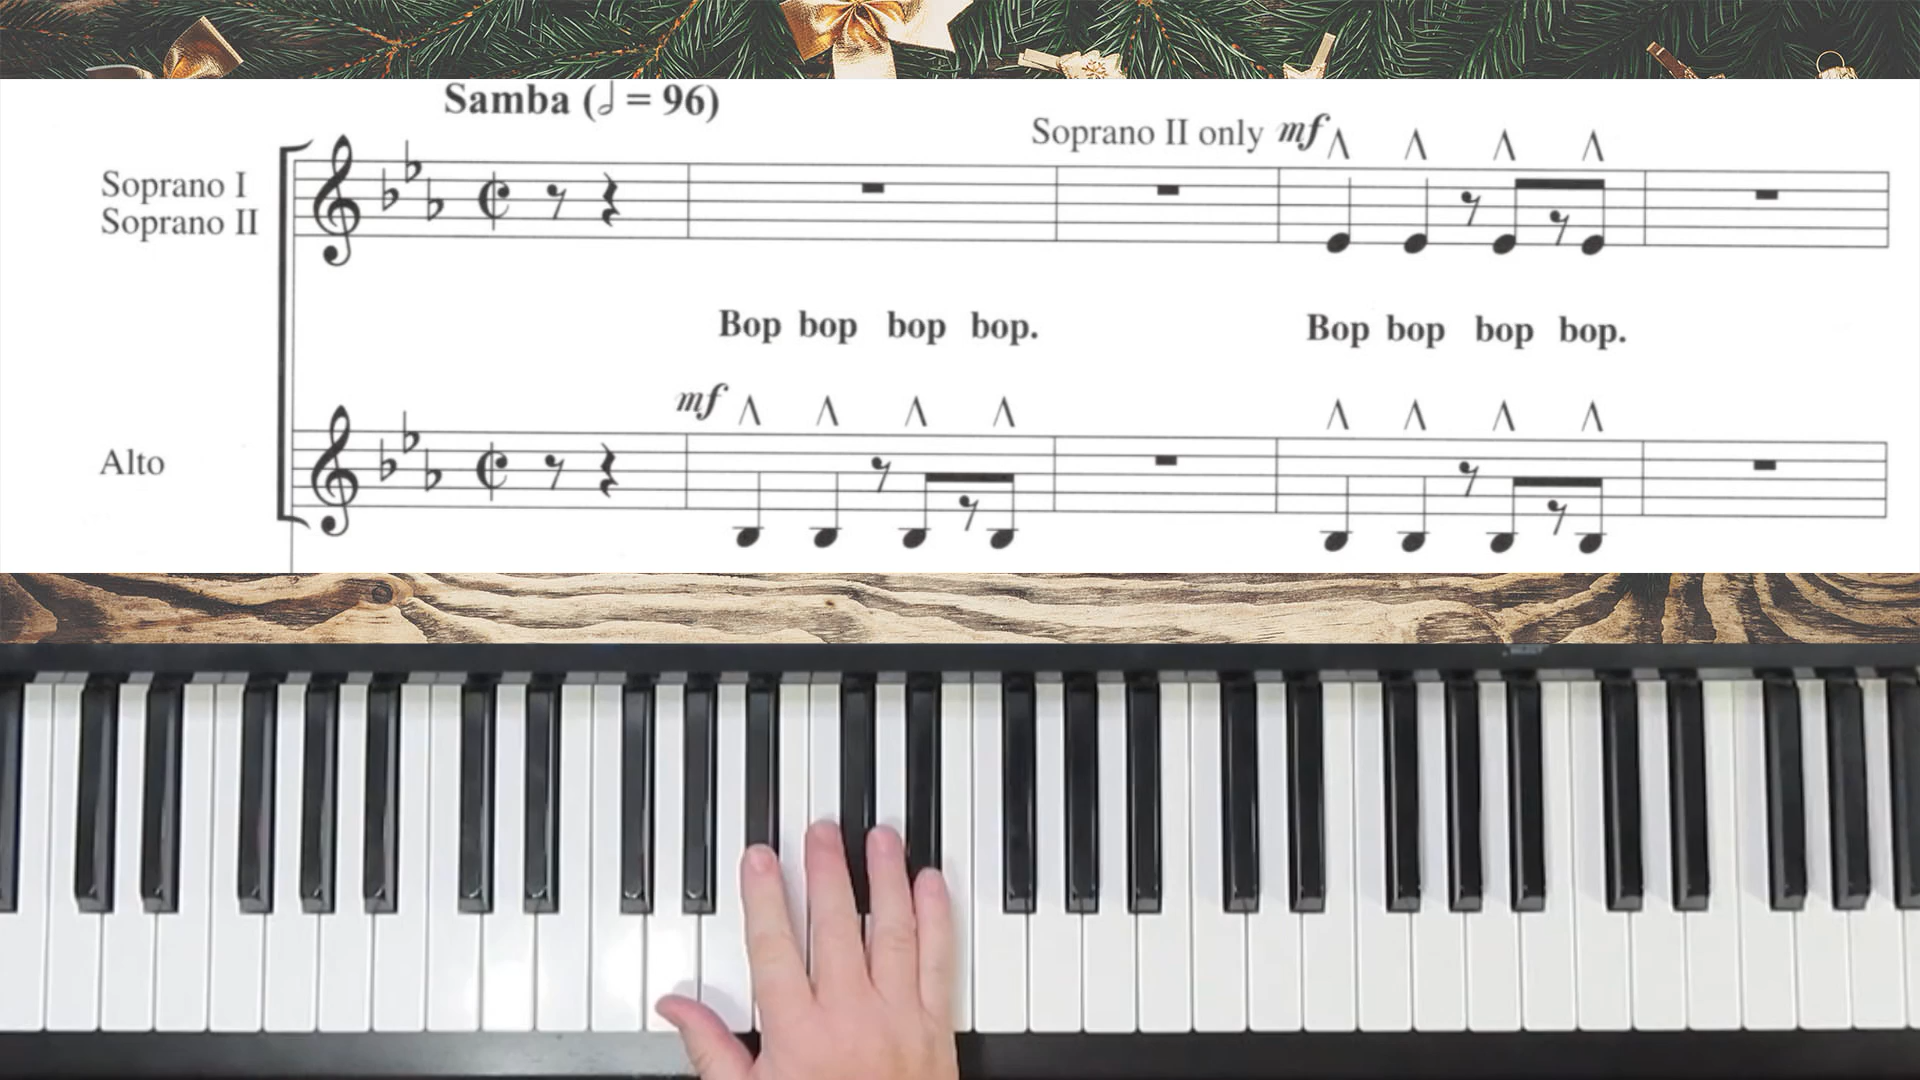 Samba (𝅗𝅥 = 96)
Soprano II only mf
Soprano I
Soprano II
Bop bop bop bop.
Bop bop bop bop.
mf
Alto